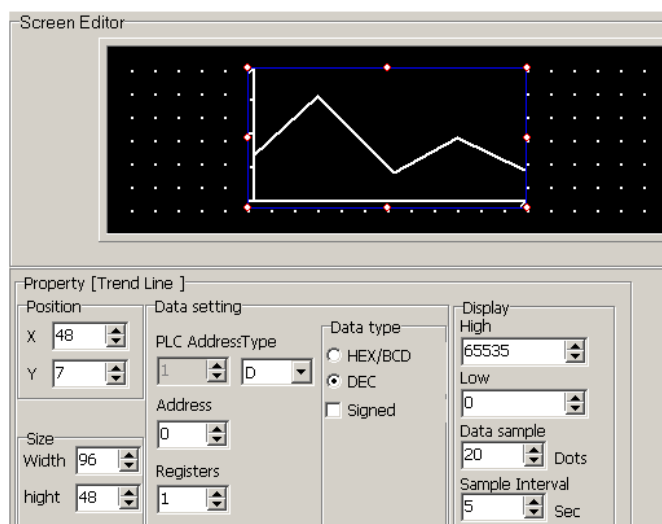 Screen Editor
Property [Trend Line ]
Position
X 48
Y 7
Size
Width 96
hight 48
Data setting
PLC Address Type
1 D
Address
0
Registers
1
Data type
HEX/BCD
DEC
Signed
Display
High
65535
Low
0
Data sample
20 Dots
Sample Interval
5 Sec